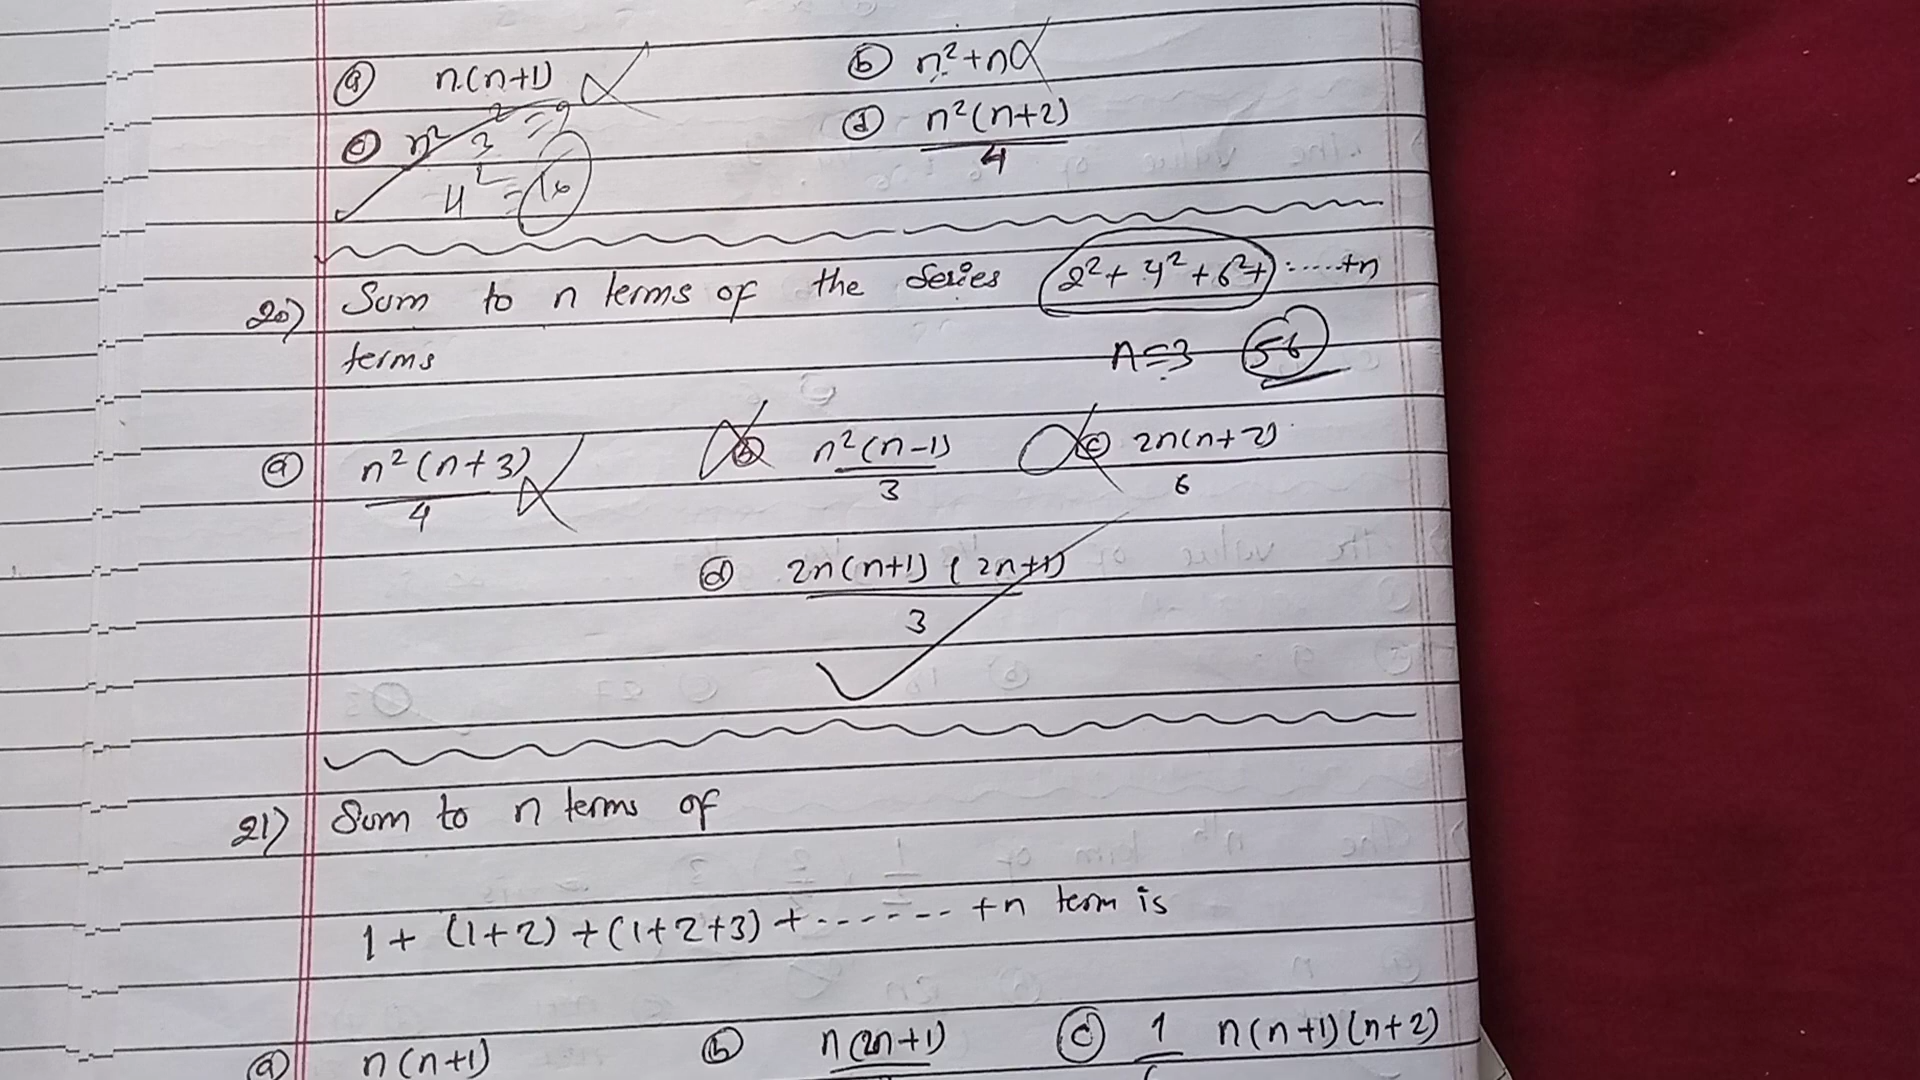 ⓐ n.(n+1) ⓑ n²+n
ⓒ n² 3² = 9 ⓓ n²(n+2)/4
4² = 16
20) Sum to n terms of the Series 2²+4²+6²+ ......+n
terms n=3 56
ⓐ n²(n+3)/4 ⓑ n²(n-1)/3 ⓒ 2n(n+2)/6
ⓓ 2n(n+1)(2n+1)/3
21) Sum to n terms of
1+ (1+2) +(1+2+3) +------- +n term is
ⓐ n(n+1) ⓑ n(2n+1) ⓒ 1 n(n+1)(n+2)